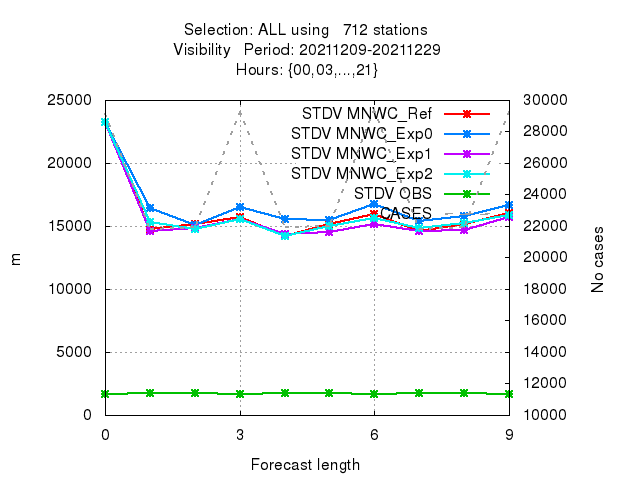 Selection: ALL using 712 stations
Visibility Period: 20211209-20211229
Hours: {00,03,...,21}
25000
20000
15000
10000
5000
0
m
STDV MNWC_Ref
STDV MNWC_Exp0
STDV MNWC_Exp1
STDV MNWC_Exp2
STDV OBS
CASES
30000
28000
26000
24000
22000
20000
18000
16000
14000
12000
10000
No cases
0 3 6 9
Forecast length